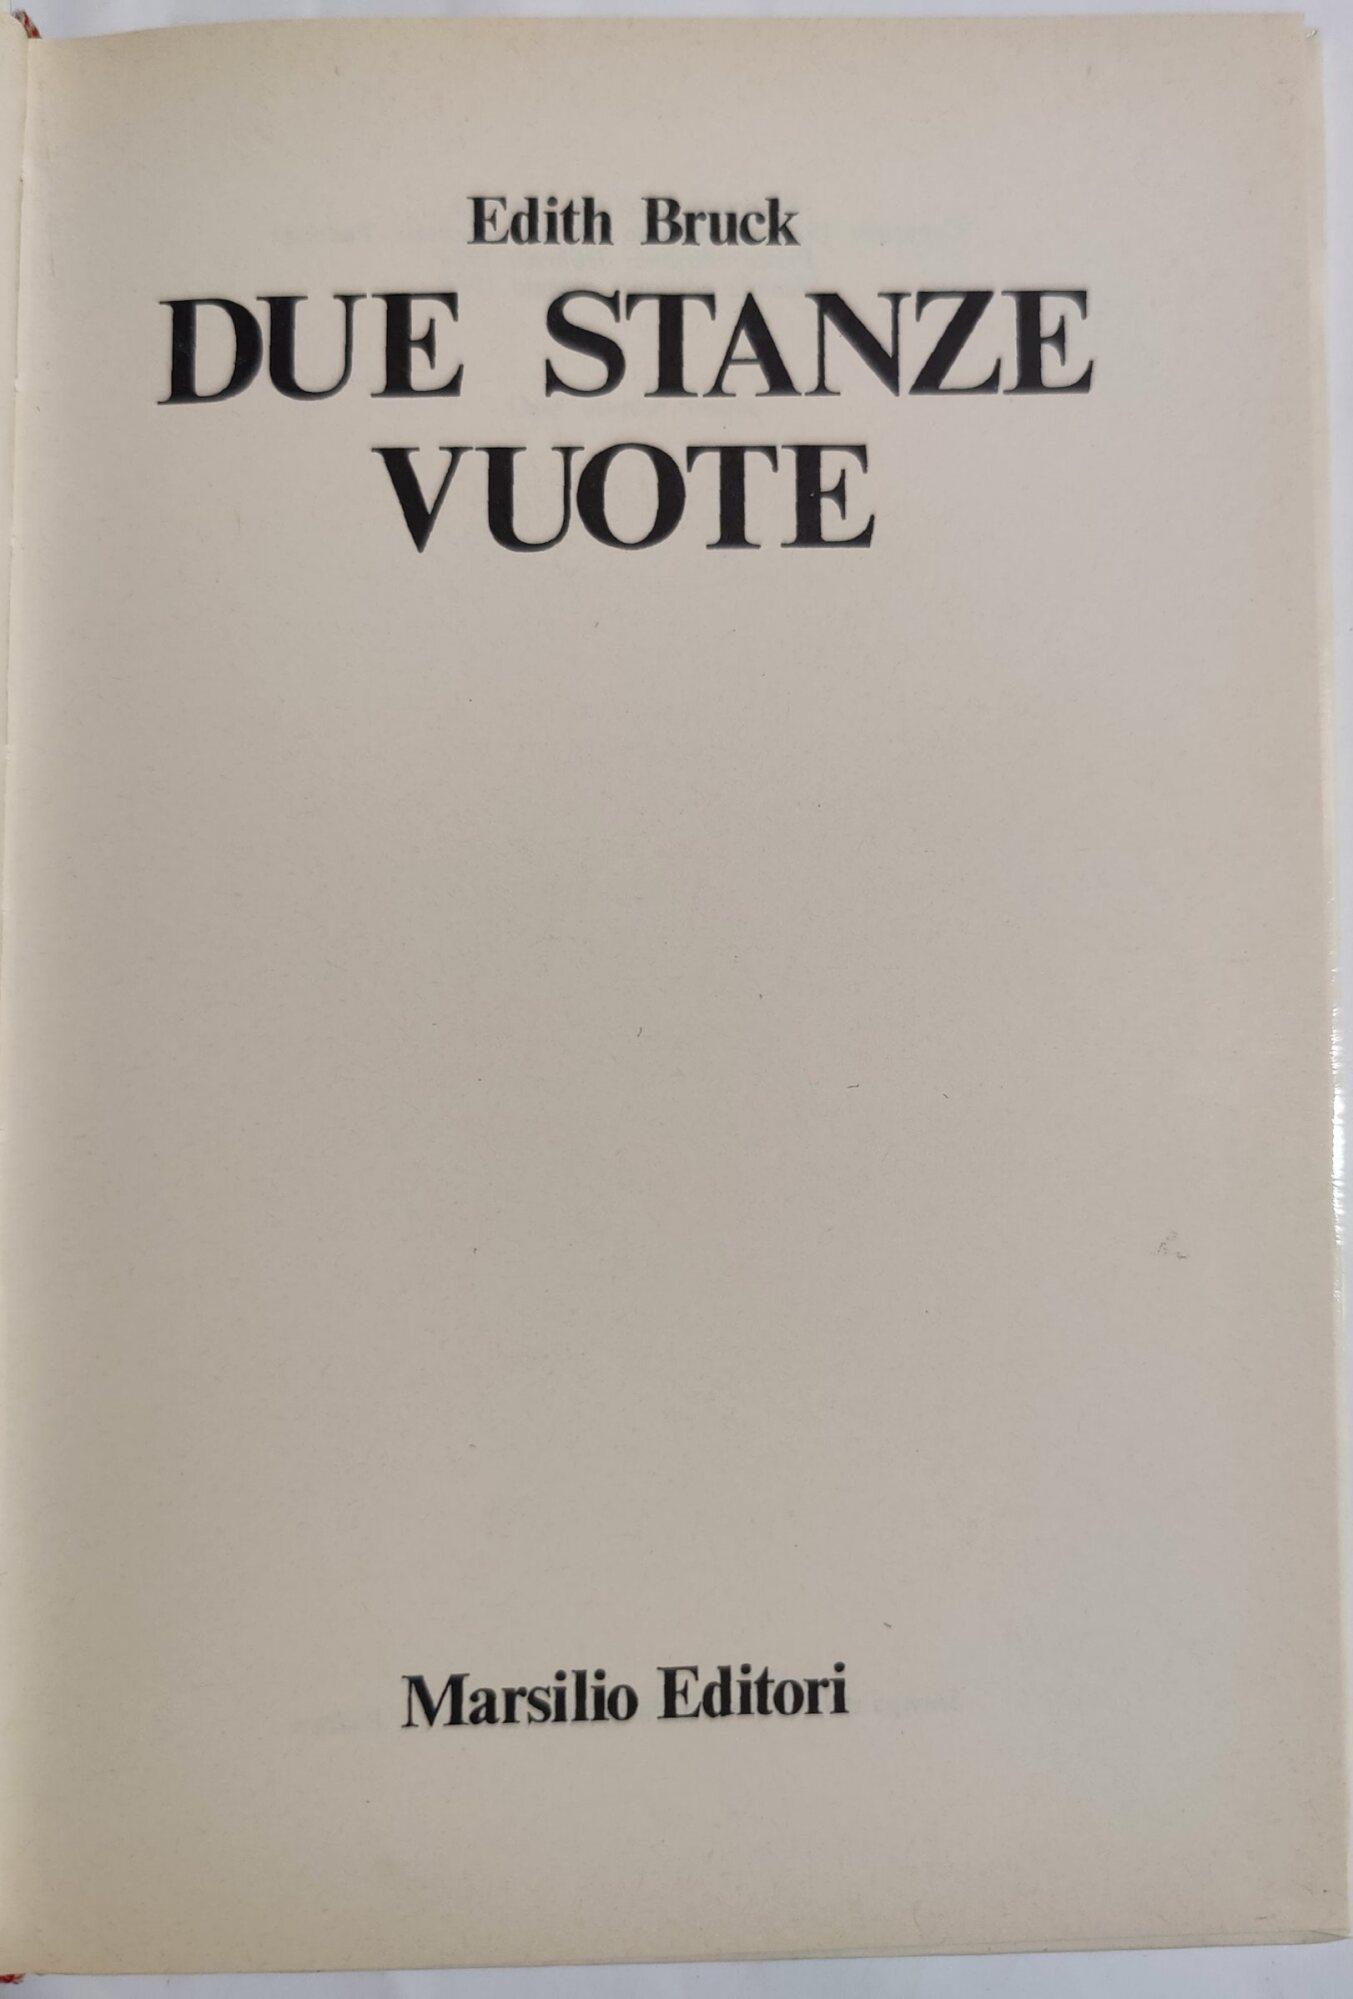 Edith Bruck
DUE STANZE
VUOTE
Marsilio Editori